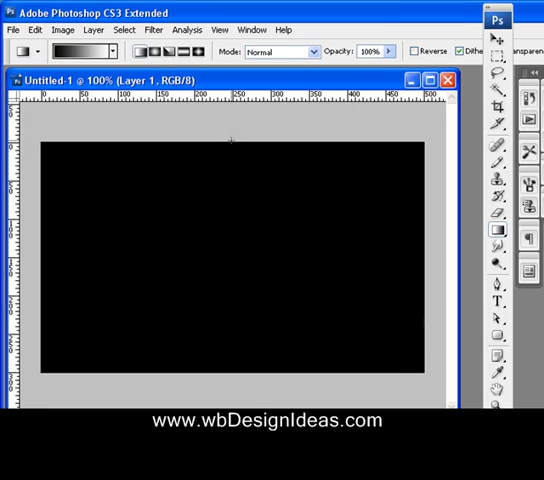 Adobe Photoshop CS3 Extended
Ps
File Edit Image Layer Select Filter Analysis View Window Help
Mode: Normal Opacity: 100% Reverse
Untitled-1 @ 100% (Layer 1, RGB/8)
0 50 100 150 200 250 300 350 400 450 500
T
www.wbDesignIdeas.com